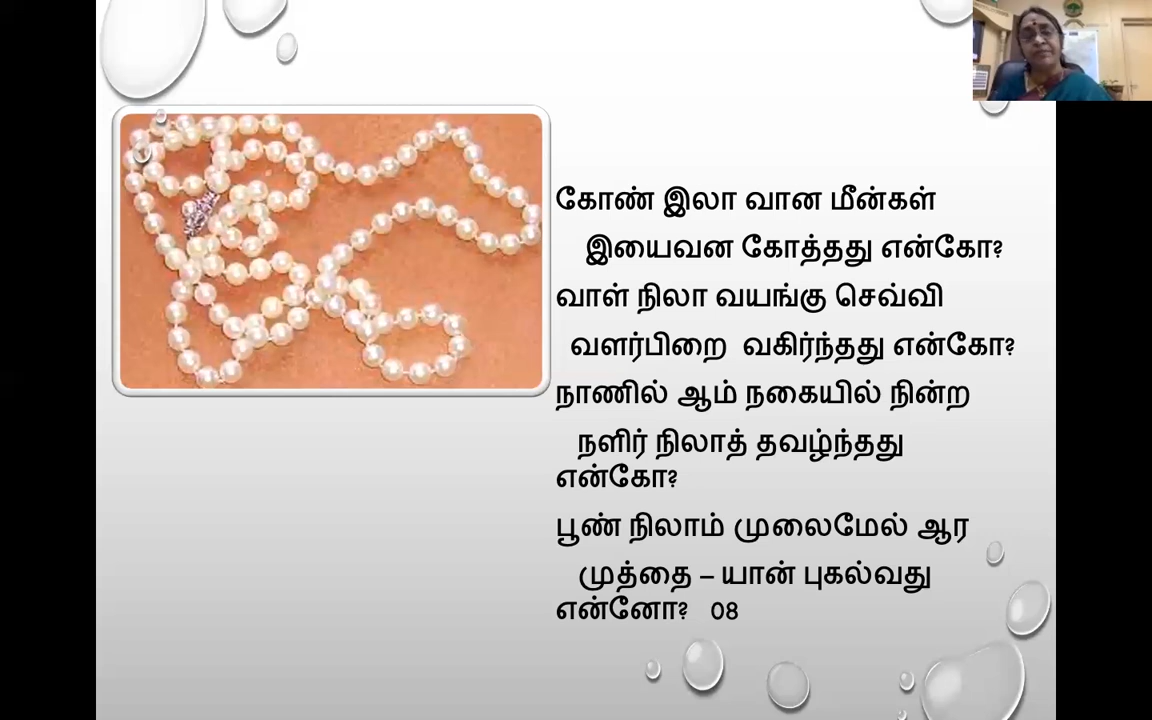 கோண் இலா வான மீன்கள்
இயைவன கோத்தது என்கோ?
வாள் நிலா வயங்கு செவ்வி
வளர்பிறை வகிர்ந்தது என்கோ?
நாணில் ஆம் நகையில் நின்ற
நளிர் நிலாத் தவழ்ந்தது
என்கோ?
பூண் நிலாம் முலைமேல் ஆர
முத்தை – யான் புகல்வது
என்னோ? 08